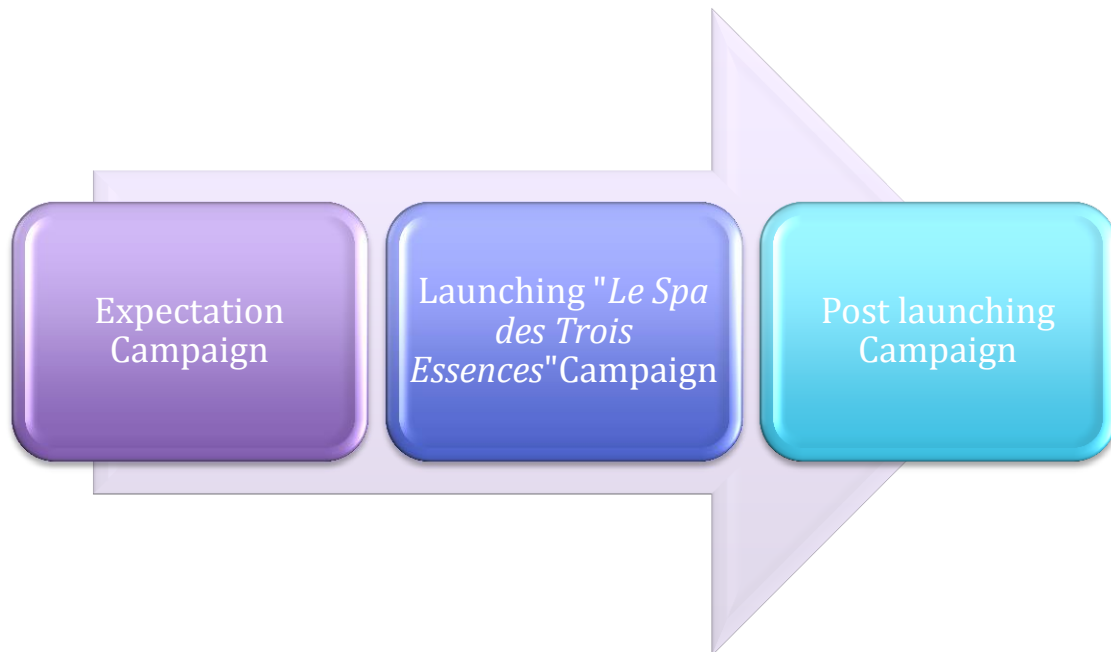 Expectation
Campaign
Launching "Le Spa
des Trois
Essences"Campaign
Post launching
Campaign